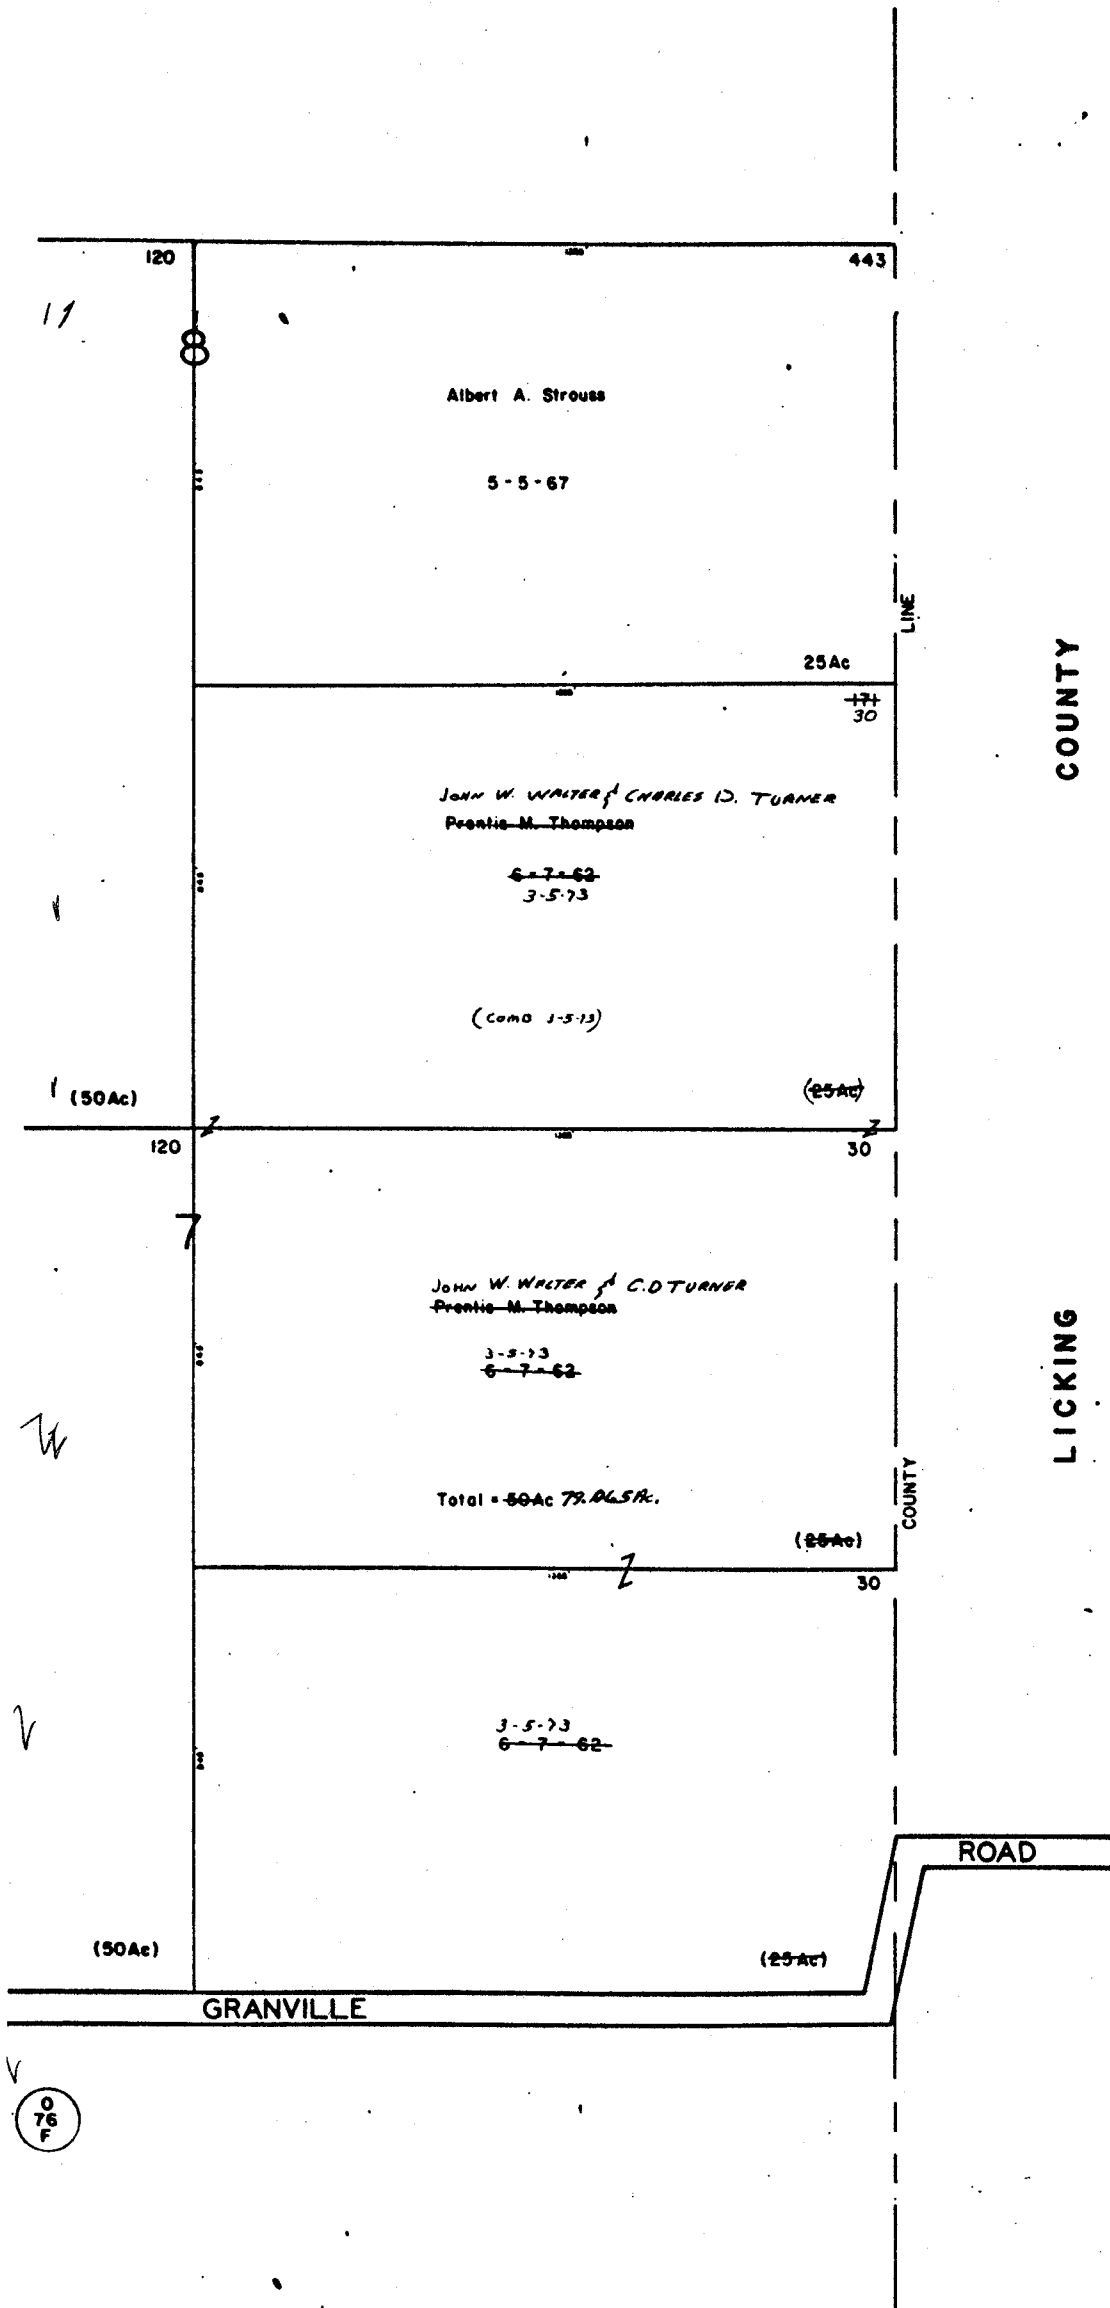 120
443
8
Albert A. Strouss
5-5-67
LINE
25Ac
171
30
COUNTY
JOHN W. WALTER & CHARLES D. TURNER
Prentis M. Thompson
6-7-62
3-5-73
(COMB 3-5-73)
(50Ac)
(25Ac)
120
30
7
JOHN W. WALTER & C.D TURNER
Prentis M. Thompson
3-5-73
6-7-62
LICKING
Total = 50Ac
COUNTY
(25Ac)
30
3-5-73
6-7-62
ROAD
(50Ac)
(25Ac)
GRANVILLE
O
76
F